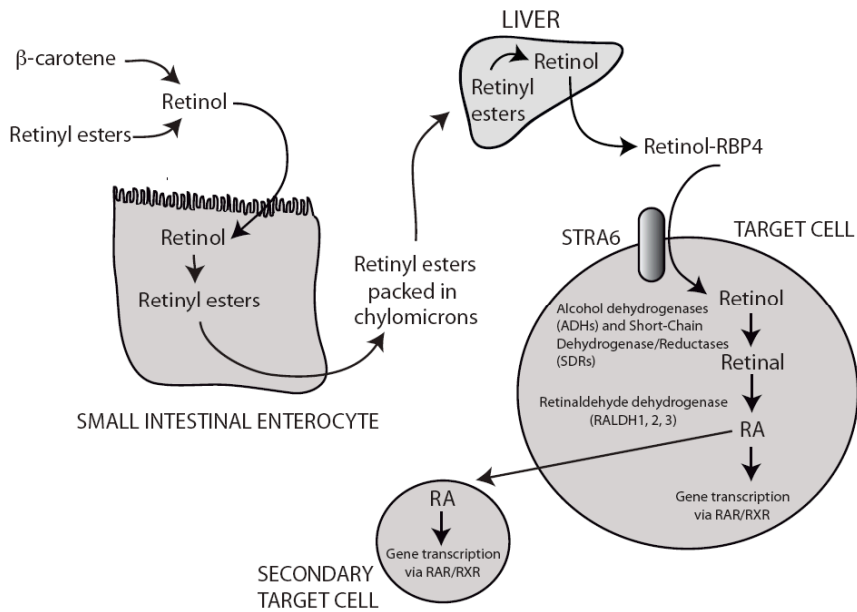 β-carotene
Retinyl esters
Retinol
Retinol
Retinyl esters
SMALL INTESTINAL ENTEROCYTE
Retinyl esters
packed in
chylomicrons
LIVER
Retinyl
esters
Retinol
Retinol-RBP4
STRA6
TARGET CELL
Retinol
Alcohol dehydrogenases
(ADHs) and Short-Chain
Dehydrogenase/Reductases
(SDRs)
Retinal
Retinaldehyde dehydrogenase
(RALDH1, 2, 3)
RA
Gene transcription
via RAR/RXR
RA
Gene transcription
via RAR/RXR
SECONDARY
TARGET CELL